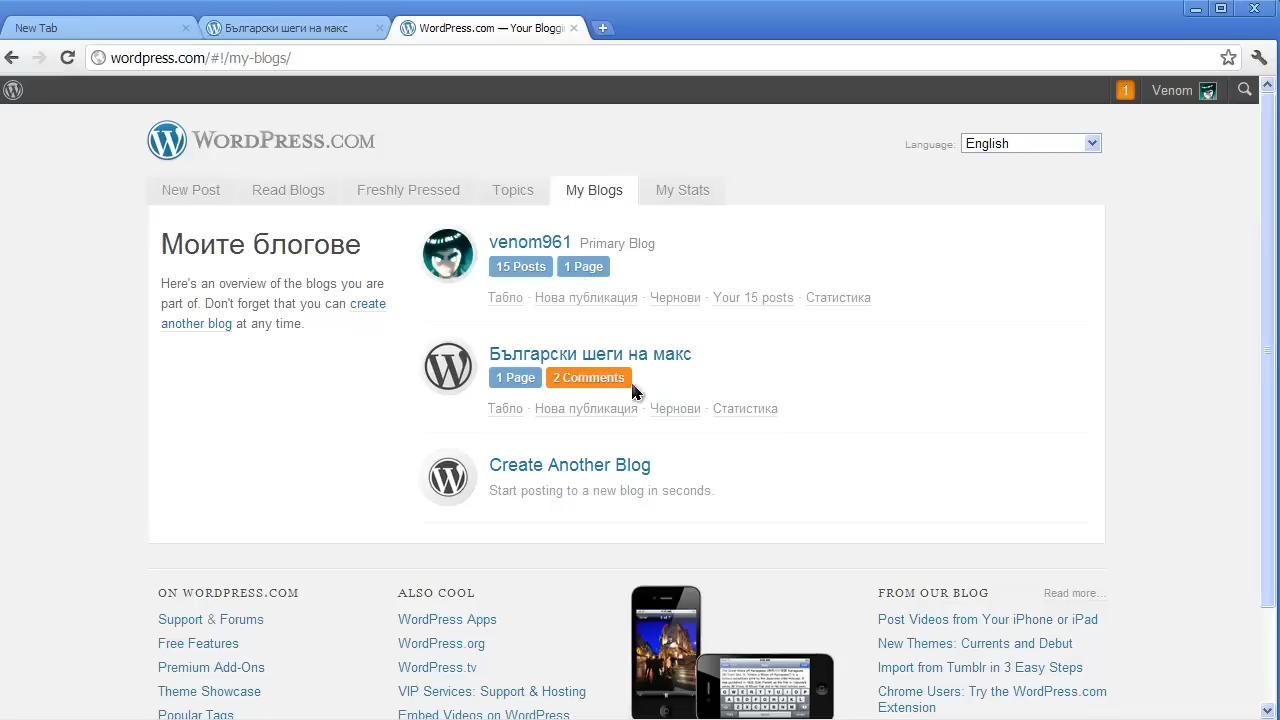 New Tab
Български шеги на макс
WordPress.com — Your Bloggi
wordpress.com/#!/my-blogs/
1
Venom
WORDPRESS.COM
Language:
English
New Post
Read Blogs
Freshly Pressed
Topics
My Blogs
My Stats
Моите блогове
Here's an overview of the blogs you are
part of. Don't forget that you can create
another blog at any time.
venom961 Primary Blog
15 Posts
1 Page
Табло · Нова публикация · Чернови · Your 15 posts · Статистика
Български шеги на макс
1 Page
2 Comments
Табло · Нова публикация · Чернови · Статистика
Create Another Blog
Start posting to a new blog in seconds.
ON WORDPRESS.COM
Support & Forums
Free Features
Premium Add-Ons
Theme Showcase
Popular Tags
ALSO COOL
WordPress Apps
WordPress.org
WordPress.tv
VIP Services Hosting
Embed Videos on WordPress
FROM OUR BLOG
Read more...
Post Videos from Your iPhone or iPad
New Themes: Currents and Debut
Import from Tumblr in 3 Easy Steps
Chrome Users: Try the WordPress.com
Extension